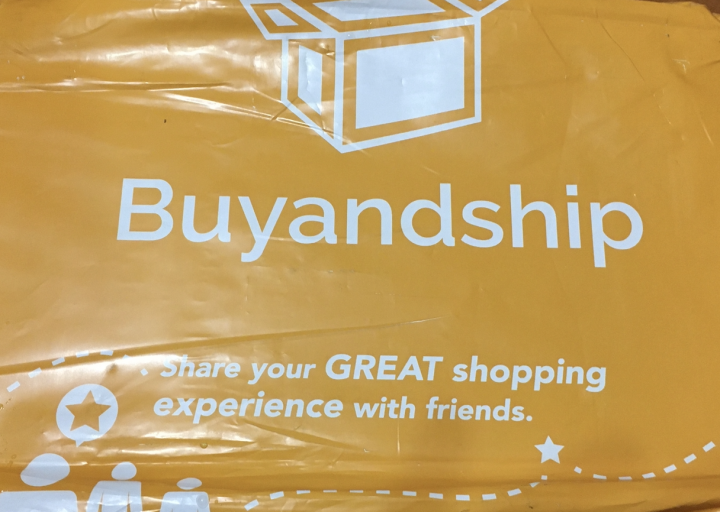 Buyandship
Share your GREAT shopping
experience with friends.